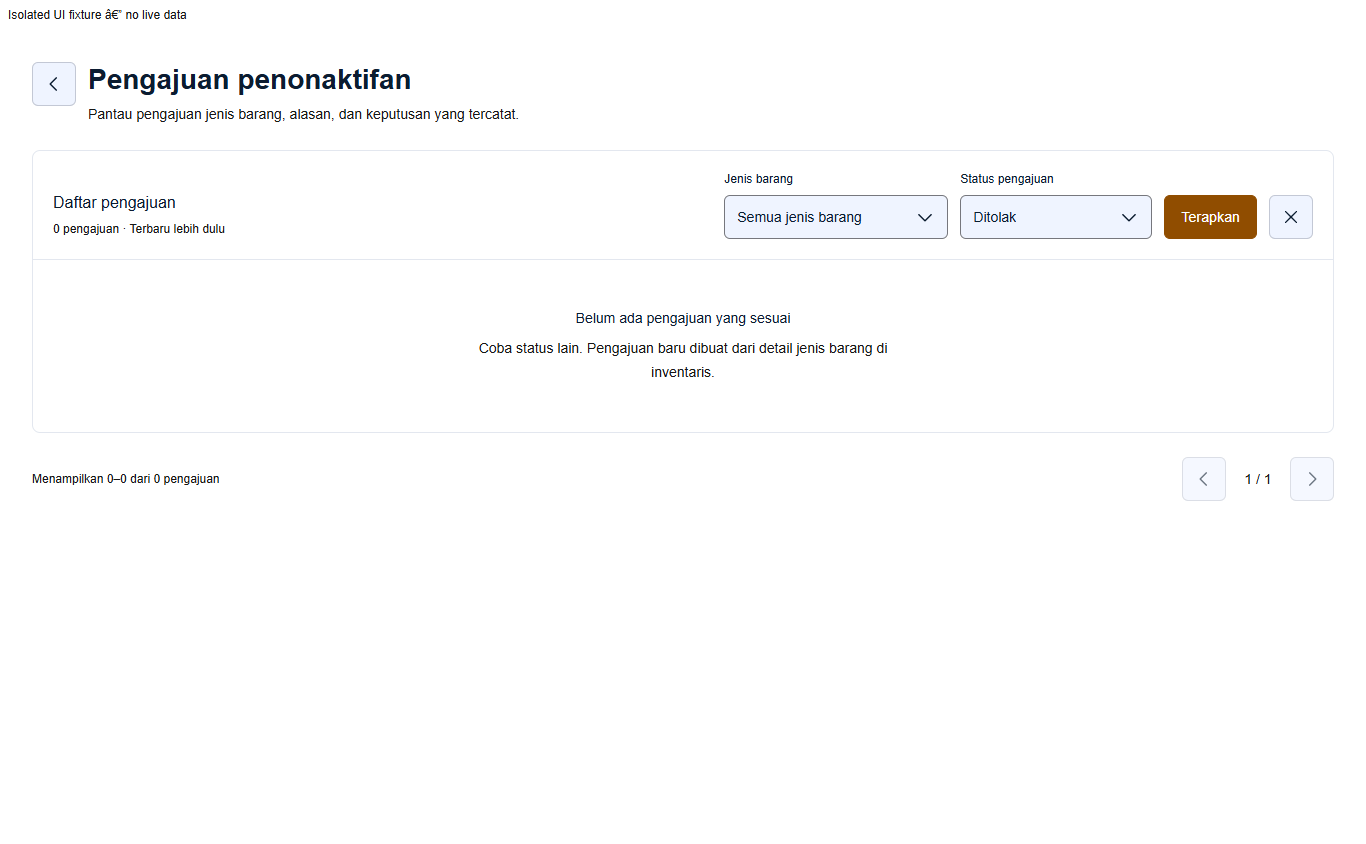 Isolated UI fixture â€” no live data
Pengajuan penonaktifan
Pantau pengajuan jenis barang, alasan, dan keputusan yang tercatat.
Daftar pengajuan
0 pengajuan · Terbaru lebih dulu
Jenis barang
Semua jenis barang
Status pengajuan
Ditolak
Terapkan
Belum ada pengajuan yang sesuai
Coba status lain. Pengajuan baru dibuat dari detail jenis barang di
inventaris.
Menampilkan 0–0 dari 0 pengajuan
1 / 1